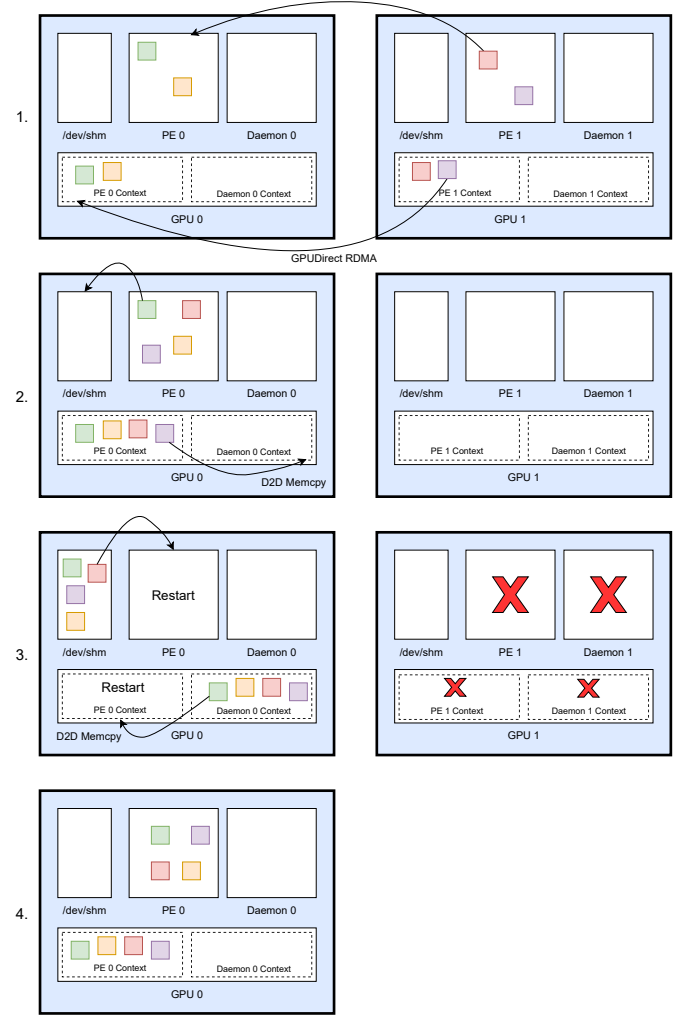 1.
/dev/shm
PE 0
Daemon 0
PE 0 Context
Daemon 0 Context
GPU 0
/dev/shm
PE 1
Daemon 1
PE 1 Context
Daemon 1 Context
GPU 1
GPUDirect RDMA
2.
/dev/shm
PE 0
Daemon 0
PE 0 Context
Daemon 0 Context
GPU 0
D2D Memcpy
/dev/shm
PE 1
Daemon 1
PE 1 Context
Daemon 1 Context
GPU 1
3.
Restart
/dev/shm
PE 0
Daemon 0
Restart
PE 0 Context
Daemon 0 Context
D2D Memcpy
GPU 0
/dev/shm
PE 1
Daemon 1
PE 1 Context
Daemon 1 Context
GPU 1
4.
/dev/shm
PE 0
Daemon 0
PE 0 Context
Daemon 0 Context
GPU 0